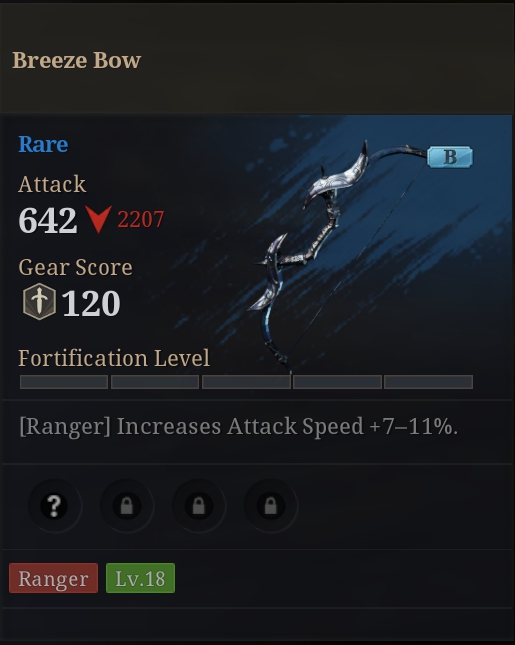 Breeze Bow
Rare
B
Attack
642 2207
Gear Score
120
Fortification Level
[Ranger] Increases Attack Speed +7–11%.
?
Ranger Lv.18